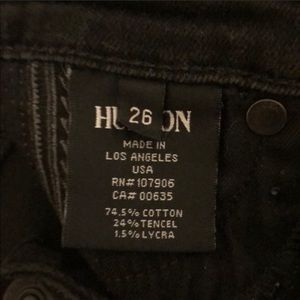 26
HU ON
MADE IN
LOS ANGELES
USA
RN#107906
CA# 00635
74.5% COTTON
24% TENCEL
1.5% LYCRA